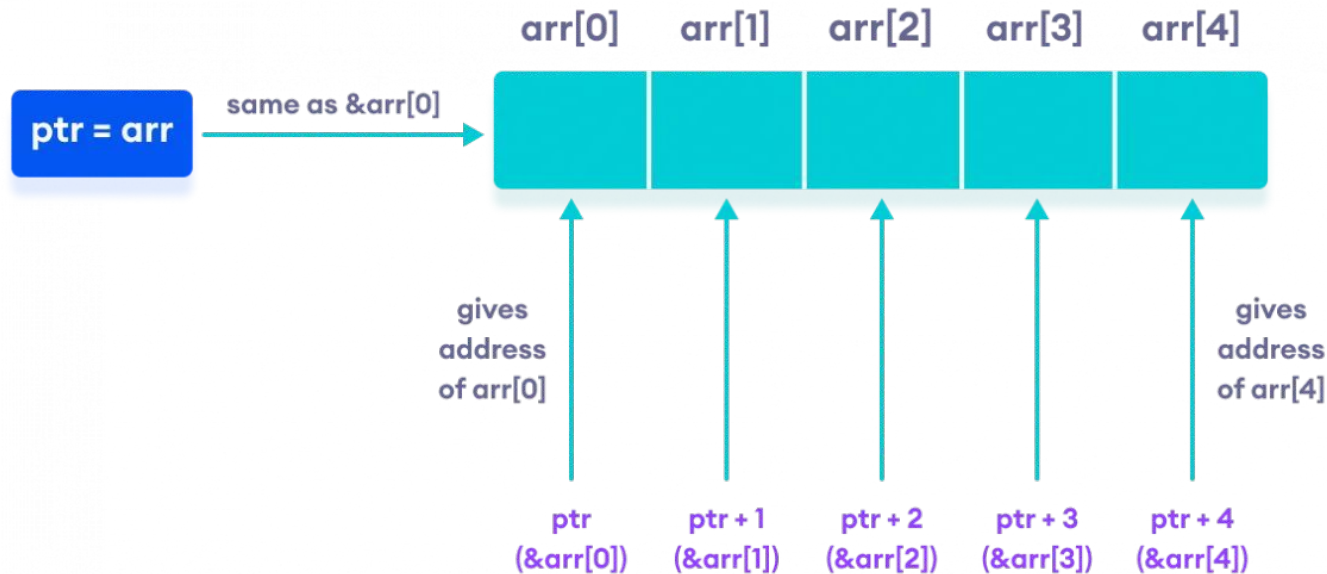 arr[0] arr[1] arr[2] arr[3] arr[4]
ptr = arr
same as &arr[0]
gives
address
of arr[0]
gives
address
of arr[4]
ptr ptr + 1 ptr + 2 ptr + 3 ptr + 4
(&arr[0]) (&arr[1]) (&arr[2]) (&arr[3]) (&arr[4])